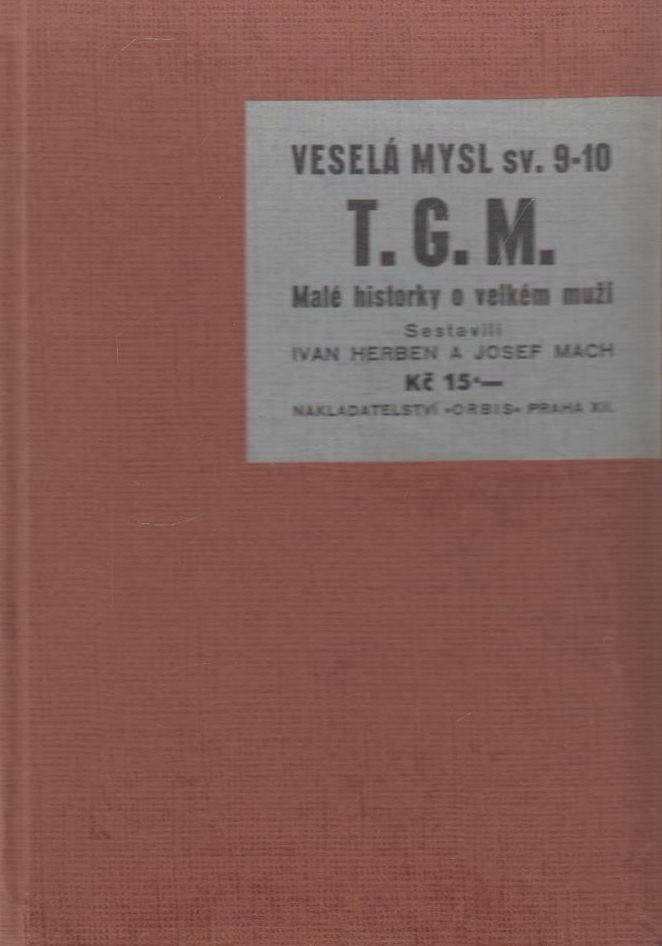 VESELÁ MYSL sv. 9-10
T. G. M.
Malé historky o velkém muži
Sestavili
IVAN HERBEN A JOSEF MACH
Kč 15·—
NAKLADATELSTVÍ »ORBIS« PRAHA XII.